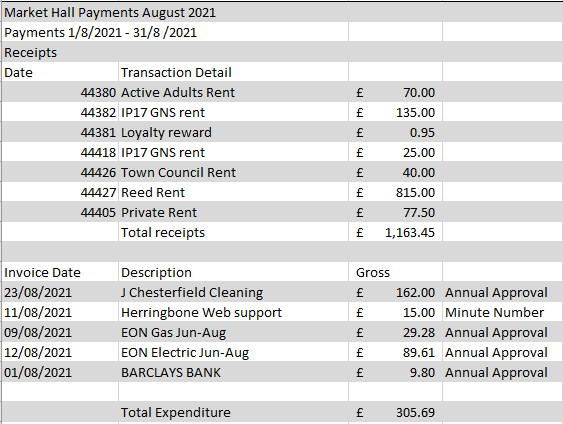 Market Hall Payments August 2021
Payments 1/8/2021 - 31/8 /2021
Receipts
Date Transaction Detail
44380 Active Adults Rent £ 70.00
44382 IP17 GNS rent £ 135.00
44381 Loyalty reward £ 0.95
44418 IP17 GNS rent £ 25.00
44426 Town Council Rent £ 40.00
44427 Reed Rent £ 815.00
44405 Private Rent £ 77.50
Total receipts £ 1,163.45
Invoice Date Description Gross
23/08/2021 J Chesterfield Cleaning £ 162.00 Annual Approval
11/08/2021 Herringbone Web support £ 15.00 Minute Number
09/08/2021 EON Gas Jun-Aug £ 29.28 Annual Approval
12/08/2021 EON Electric Jun-Aug £ 89.61 Annual Approval
01/08/2021 BARCLAYS BANK £ 9.80 Annual Approval
Total Expenditure £ 305.69